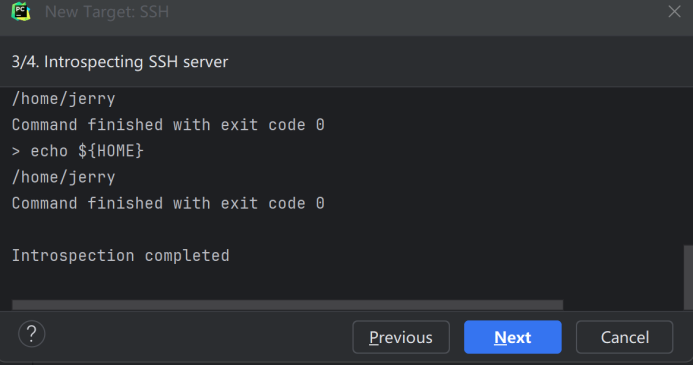 PC
New Target: SSH
3/4. Introspecting SSH server
/home/jerry
Command finished with exit code 0
> echo ${HOME}
/home/jerry
Command finished with exit code 0
Introspection completed
?
Previous
Next
Cancel